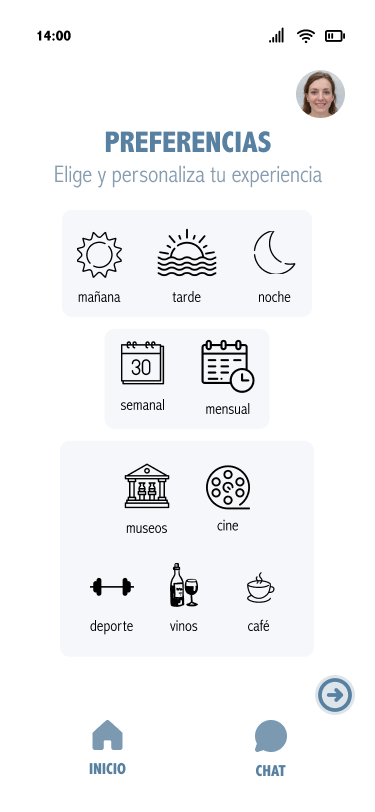 14:00
PREFERENCIAS
Elige y personaliza tu experiencia
mañana tarde noche
30
semanal mensual
museos cine
deporte vinos café
INICIO CHAT